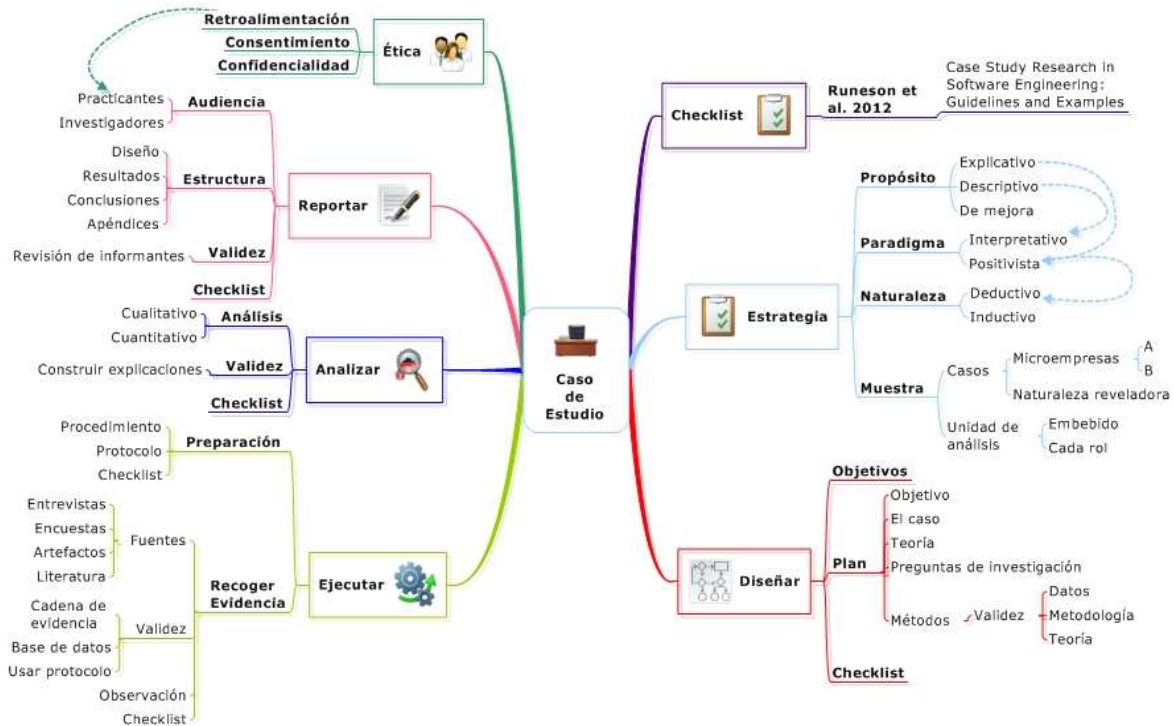 Caso
de
Estudio
Checklist
Runeson et
al. 2012
Case Study Research in
Software Engineering:
Guidelines and Examples
Estrategia
Propósito
Explicativo
Descriptivo
De mejora
Paradigma
Interpretativo
Positivista
Naturaleza
Deductivo
Inductivo
Muestra
Casos
Microempresas
A
B
Naturaleza reveladora
Unidad de
análisis
Embebido
Cada rol
Diseñar
Objetivos
Plan
Objetivo
El caso
Teoría
Preguntas de investigación
Métodos
Validez
Datos
Metodología
Teoría
Checklist
Ética
Retroalimentación
Consentimiento
Confidencialidad
Reportar
Audiencia
Practicantes
Investigadores
Estructura
Diseño
Resultados
Conclusiones
Apéndices
Validez
Revisión de informantes
Checklist
Analizar
Análisis
Cualitativo
Cuantitativo
Validez
Construir explicaciones
Checklist
Ejecutar
Preparación
Procedimiento
Protocolo
Checklist
Recoger
Evidencia
Fuentes
Entrevistas
Encuestas
Artefactos
Literatura
Validez
Cadena de
evidencia
Base de datos
Usar protocolo
Observación
Checklist